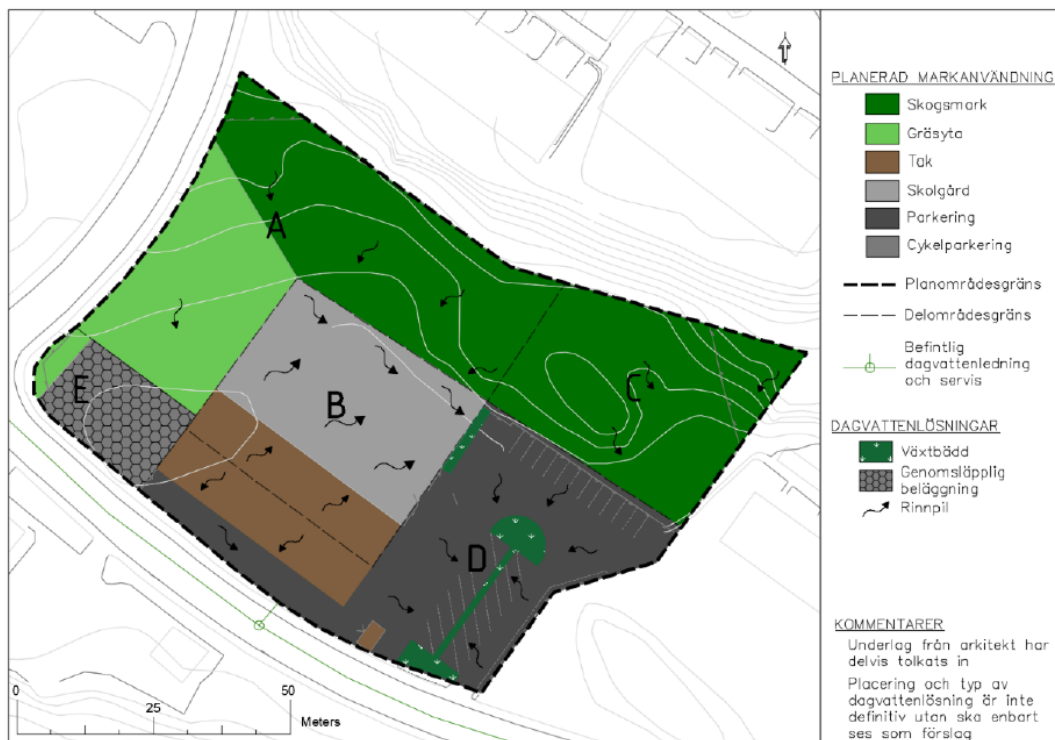 A
B
C
D
E
0
50
25
Meters
PLANERAD MARKANVÄNDNING
Skogsmark
Gräsyta
Tak
Skolgård
Parkering
Cykelparkering
Planområdesgräns
Delområdesgräns
Befintlig
dagvattenledning
och servis
DAGVATTENLÖSNINGAR
Växtbädd
Genomsläpplig
beläggning
Rinnpil
KOMMENTARER
Underlag från arkitekt har
delvis tolkats in
Placering och typ av
dagvattenlösning är inte
definitiv utan ska enbart
ses som förslag